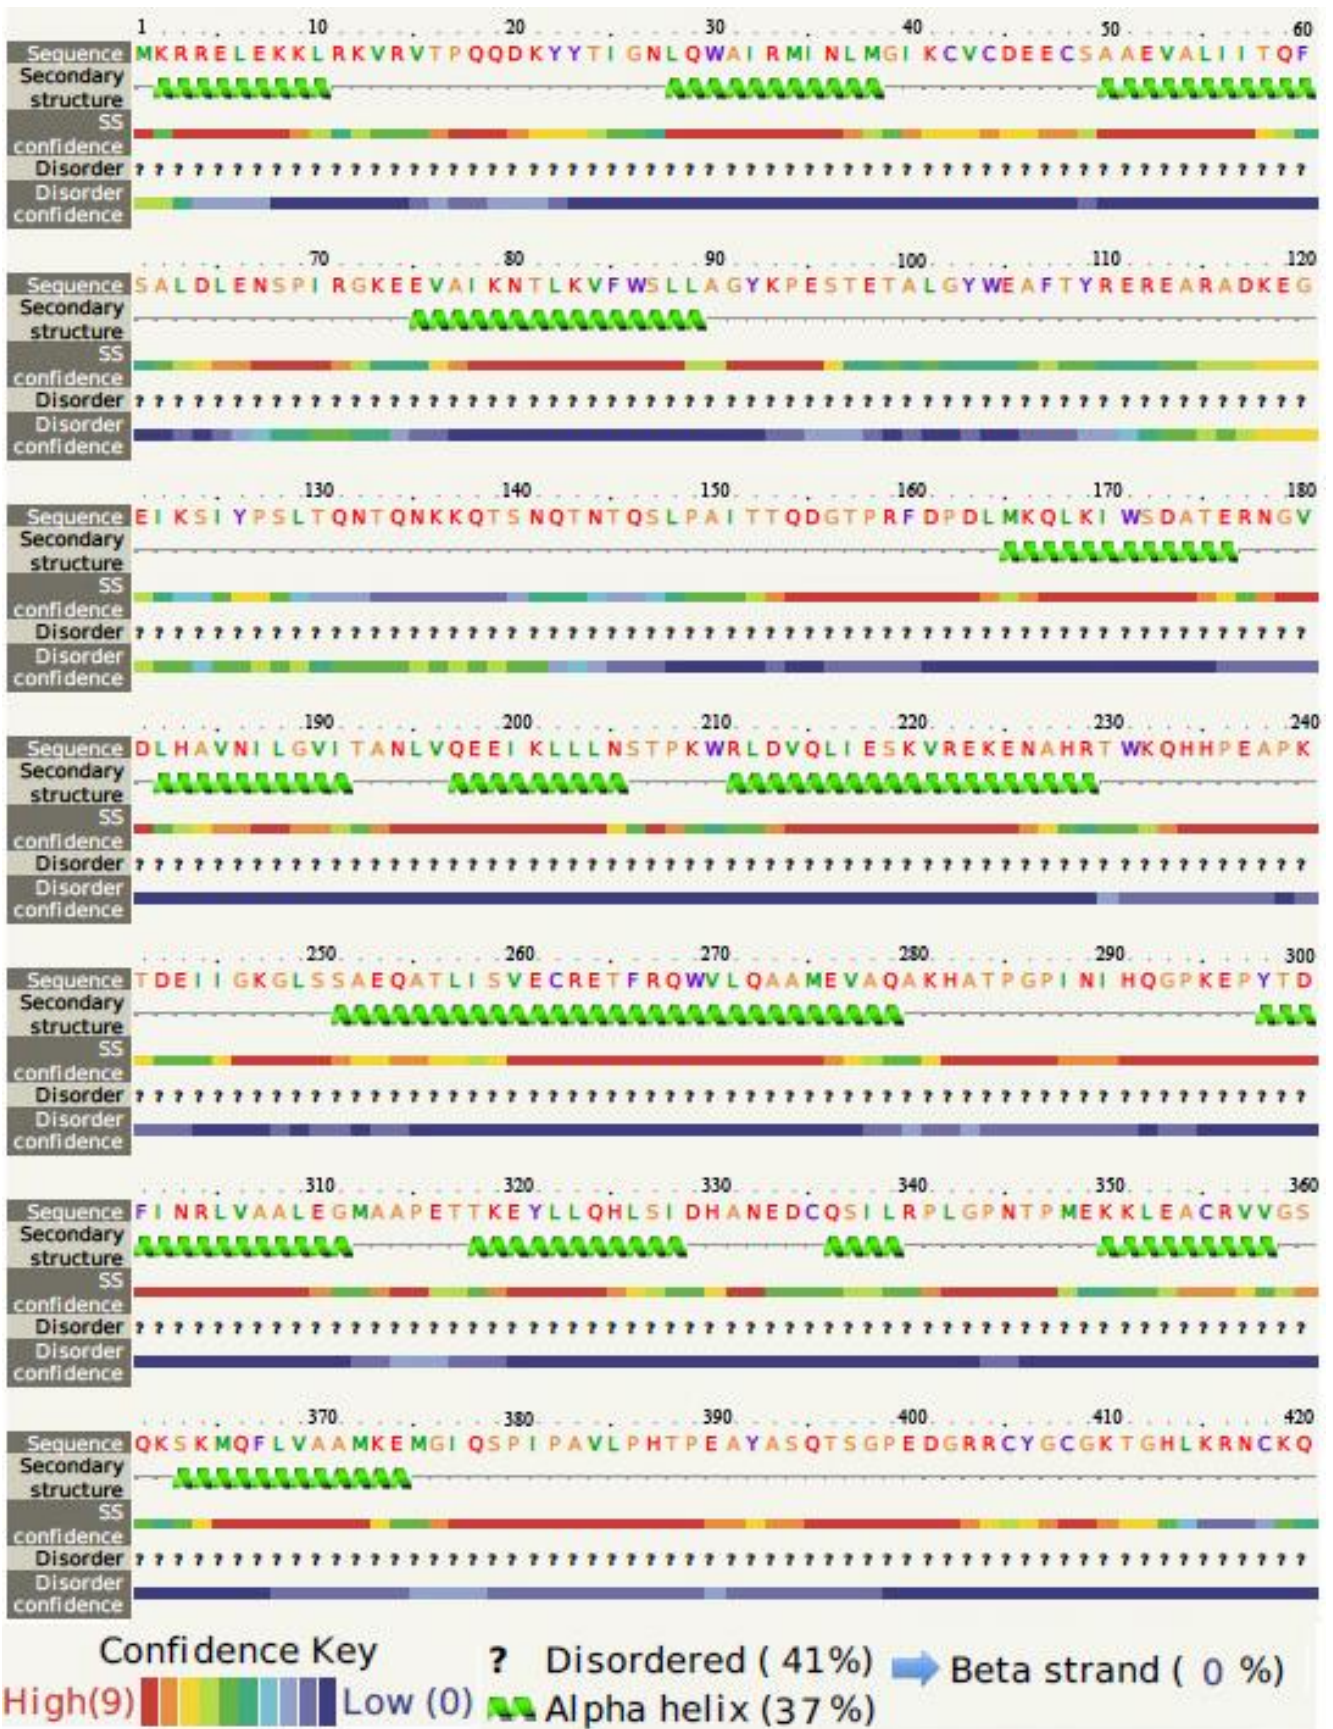 1 10 20 30 40 50 60
Sequence MKRRELEKKLRKVRVTPQQDKYYTIGNLQWAIRMINLMGIKCVCDEECSAAEVALIITQF
Secondary
structure
SS
confidence
Disorder ????????????????????????????????????????????????????????????
Disorder
confidence
70 80 90 100 110 120
Sequence SALDLENSPIRGKEEVAIKNTLKVFWSLLAGYKPESTETALGYWEAFTYREREARADKEG
Secondary
structure
SS
confidence
Disorder ????????????????????????????????????????????????????????????
Disorder
confidence
130 140 150 160 170 180
Sequence EIKSIYPSLTQNTQNKKQTSNQTNTQSLPAITTQDGTPRFDPDLMKQLKIWSDATERNGV
Secondary
structure
SS
confidence
Disorder ????????????????????????????????????????????????????????????
Disorder
confidence
190 200 210 220 230 240
Sequence DLHAVNILGVITANLVQEEIKLLLNSTPKWRLDVQLIESKVREKENAHRTWKQHHPEAPK
Secondary
structure
SS
confidence
Disorder ????????????????????????????????????????????????????????????
Disorder
confidence
250 260 270 280 290 300
Sequence TDEIIGKGLSSAEQATLISVECRETFRQWVLQAAMEVAQAKHATPGPINIHQGPKEPYTD
Secondary
structure
SS
confidence
Disorder ????????????????????????????????????????????????????????????
Disorder
confidence
310 320 330 340 350 360
Sequence FINRLVAALEGMAAPETTKEYLLQHLSIDHANEDCQSILRPLGPNTPMEKKLEACRVVGS
Secondary
structure
SS
confidence
Disorder ????????????????????????????????????????????????????????????
Disorder
confidence
370 380 390 400 410 420
Sequence QKSKMQFLVAAMKEMGIQSPIPAVLPHTPEAYASQTSGPEDGRRCYGCGKTGHLKRNCKQ
Secondary
structure
SS
confidence
Disorder ????????????????????????????????????????????????????????????
Disorder
confidence
Confidence Key
High(9) Low (0)
? Disordered ( 41%)
Alpha helix (37%)
Beta strand ( 0 %)